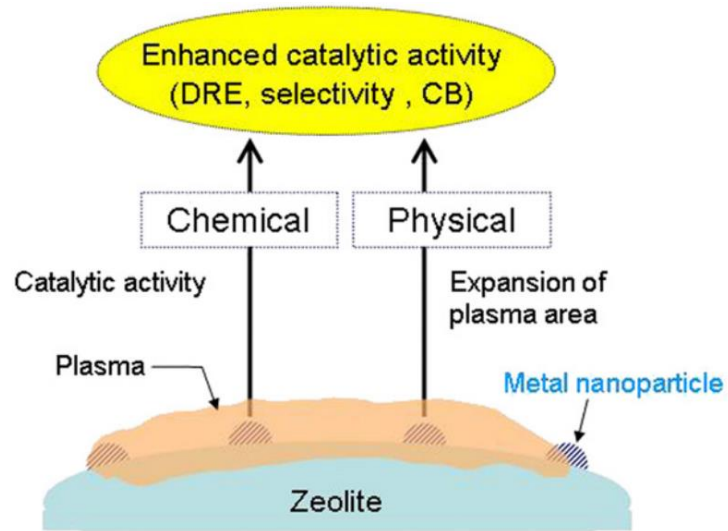 Enhanced catalytic activity
(DRE, selectivity , CB)
Chemical
Physical
Catalytic activity
Expansion of
plasma area
Plasma
Metal nanoparticle
Zeolite